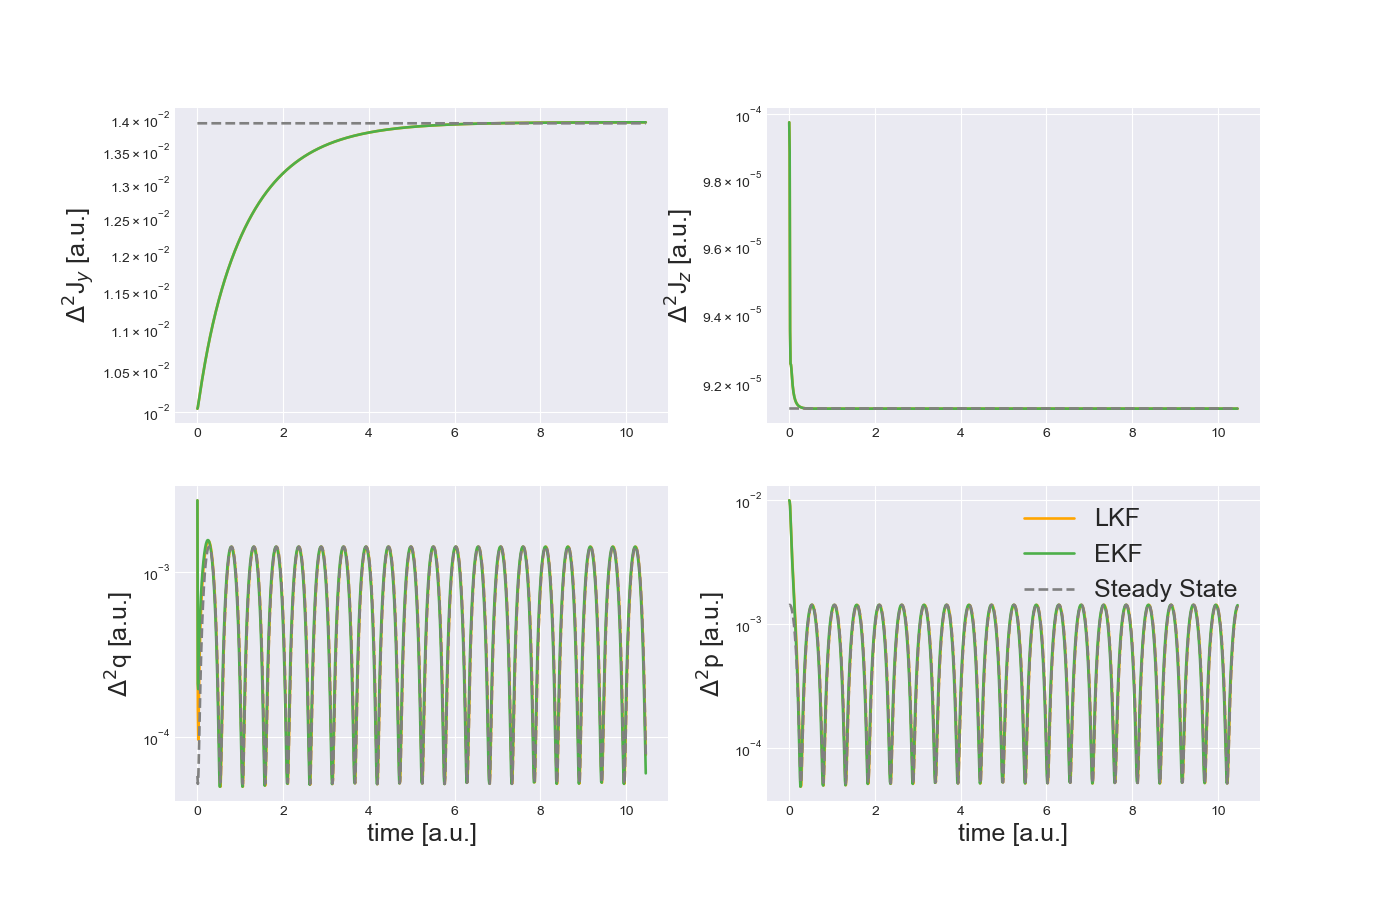 Δ²J_y [a.u.]
1.4×10⁻²
1.35×10⁻²
1.3×10⁻²
1.25×10⁻²
1.2×10⁻²
1.15×10⁻²
1.1×10⁻²
1.05×10⁻²
10⁻²
0 2 4 6 8 10
Δ²J_z [a.u.]
10⁻⁴
9.8×10⁻⁵
9.6×10⁻⁵
9.4×10⁻⁵
9.2×10⁻⁵
0 2 4 6 8 10
Δ²q [a.u.]
10⁻³
10⁻⁴
0 2 4 6 8 10
time [a.u.]
Δ²p [a.u.]
10⁻²
10⁻³
10⁻⁴
LKF
EKF
Steady State
0 2 4 6 8 10
time [a.u.]